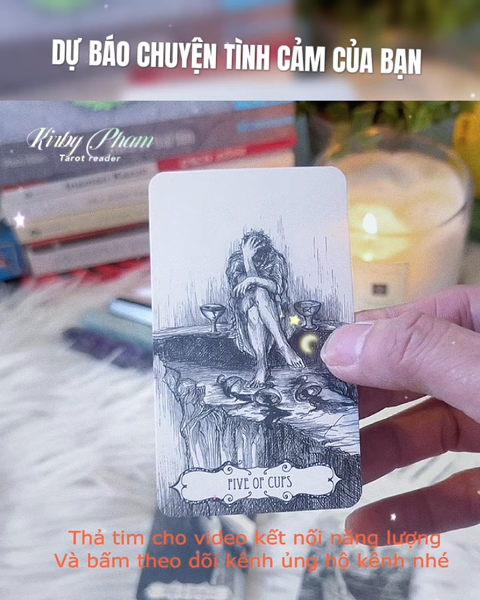 DỰ BÁO CHUYỆN TÌNH CẢM CỦA BẠN
Kirby Pham
Tarot reader
FIVE OF CUPS
Thả tim cho video kết nối năng lượng
Và bấm theo dõi kênh ủng hộ kênh nhé